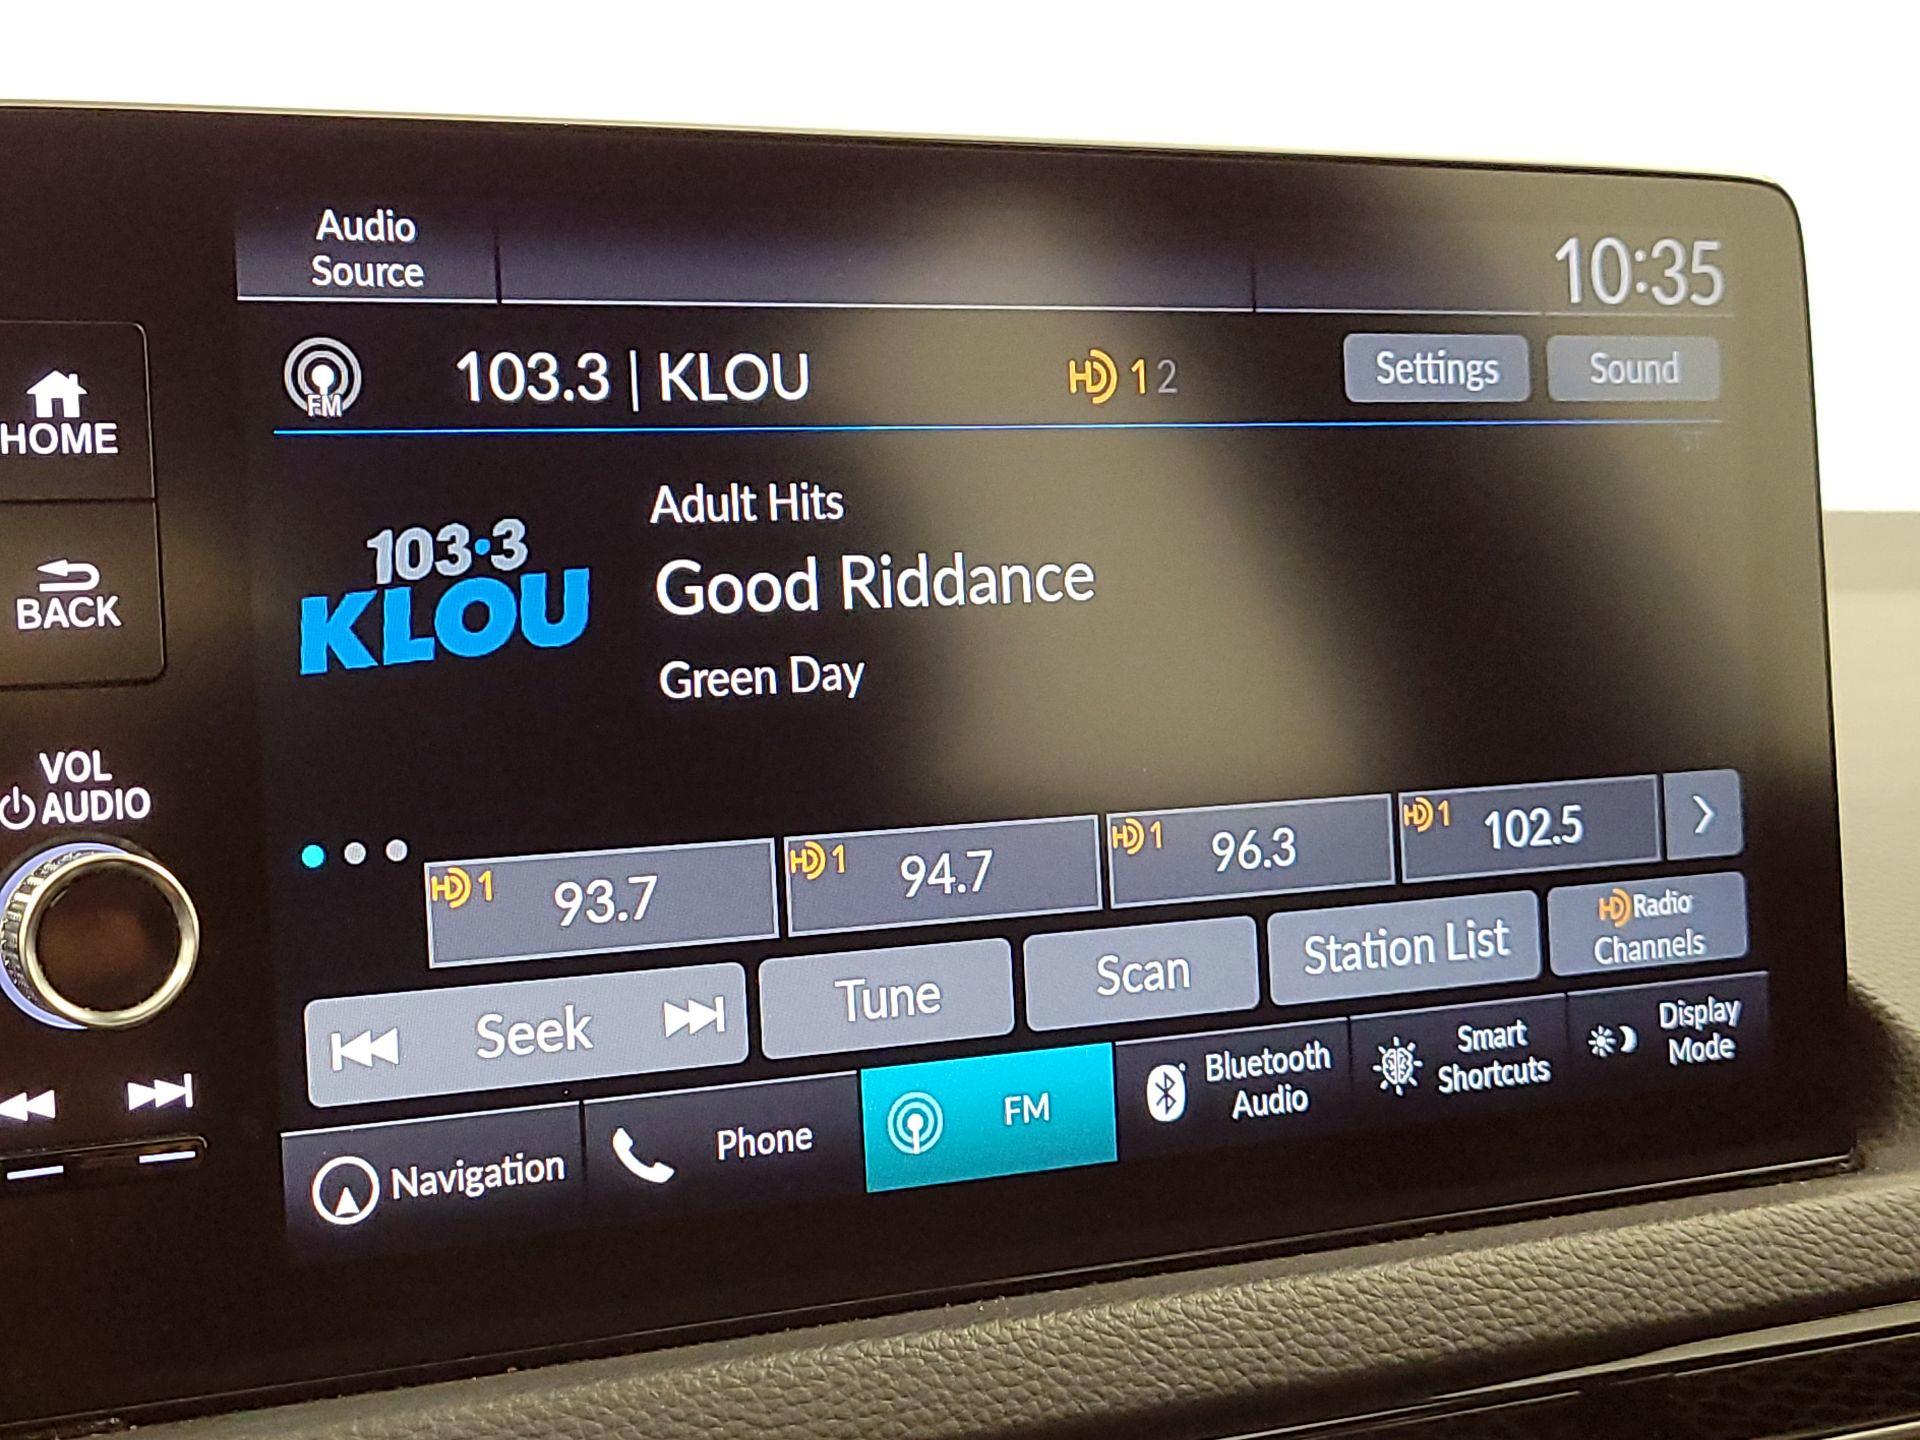 Audio
Source
10:35
FM
103.3 | KLOU
HD 1 2
Settings
Sound
ST
HOME
BACK
VOL
AUDIO
103.3
KLOU
Adult Hits
Good Riddance
Green Day
HD 1 93.7
HD 1 94.7
HD 1 96.3
HD 1 102.5
Seek
Tune
Scan
Station List
HD Radio
Channels
Navigation
Phone
FM
Bluetooth
Audio
Smart
Shortcuts
Display
Mode